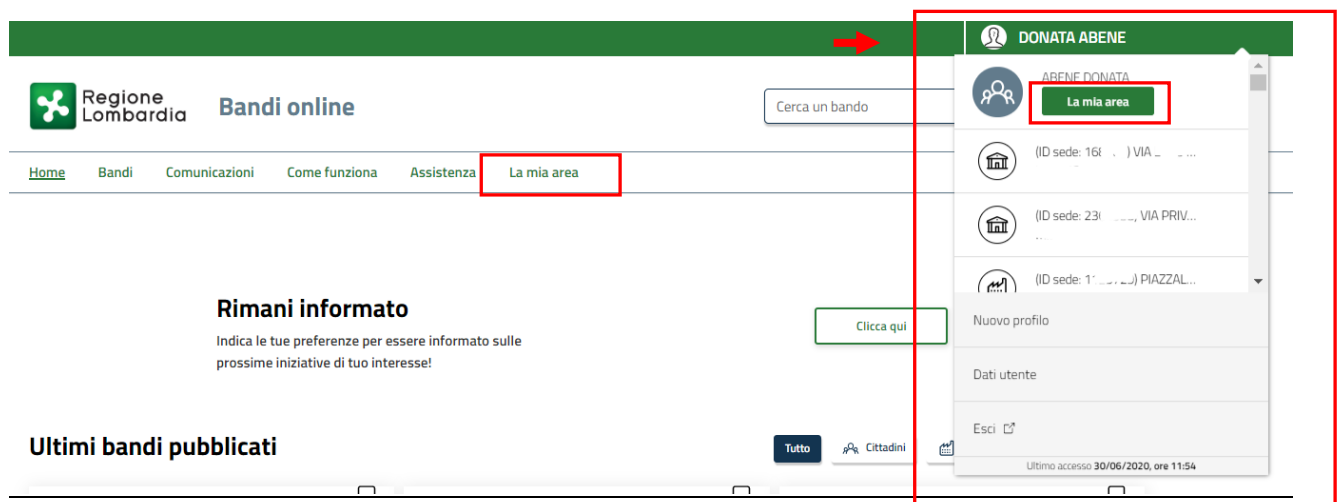 DONATA ABENE
Regione
Lombardia
Bandi online
Cerca un bando
ABENE DONATA
La mia area
(ID sede: 168 ) VIA ...
(ID sede: 230 , VIA PRIV...
(ID sede: 1 ) PIAZZAL...
Nuovo profilo
Dati utente
Esci
Ultimo accesso 30/06/2020, ore 11:54
Home Bandi Comunicazioni Come funziona Assistenza La mia area
Rimani informato
Indica le tue preferenze per essere informato sulle
prossime iniziative di tuo interesse!
Clicca qui
Ultimi bandi pubblicati
Tutto Cittadini